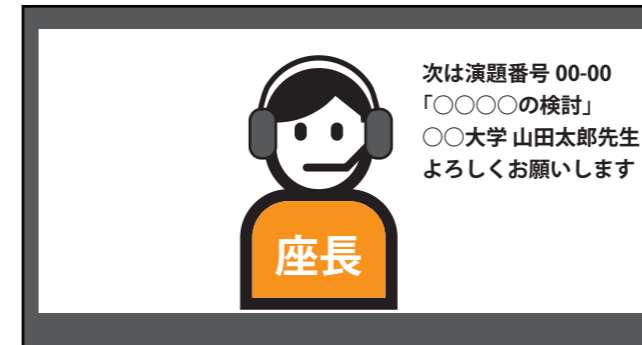 次は演題番号 00-00
「○○○○の検討」
○○大学 山田太郎先生
よろしくお願いします
座長